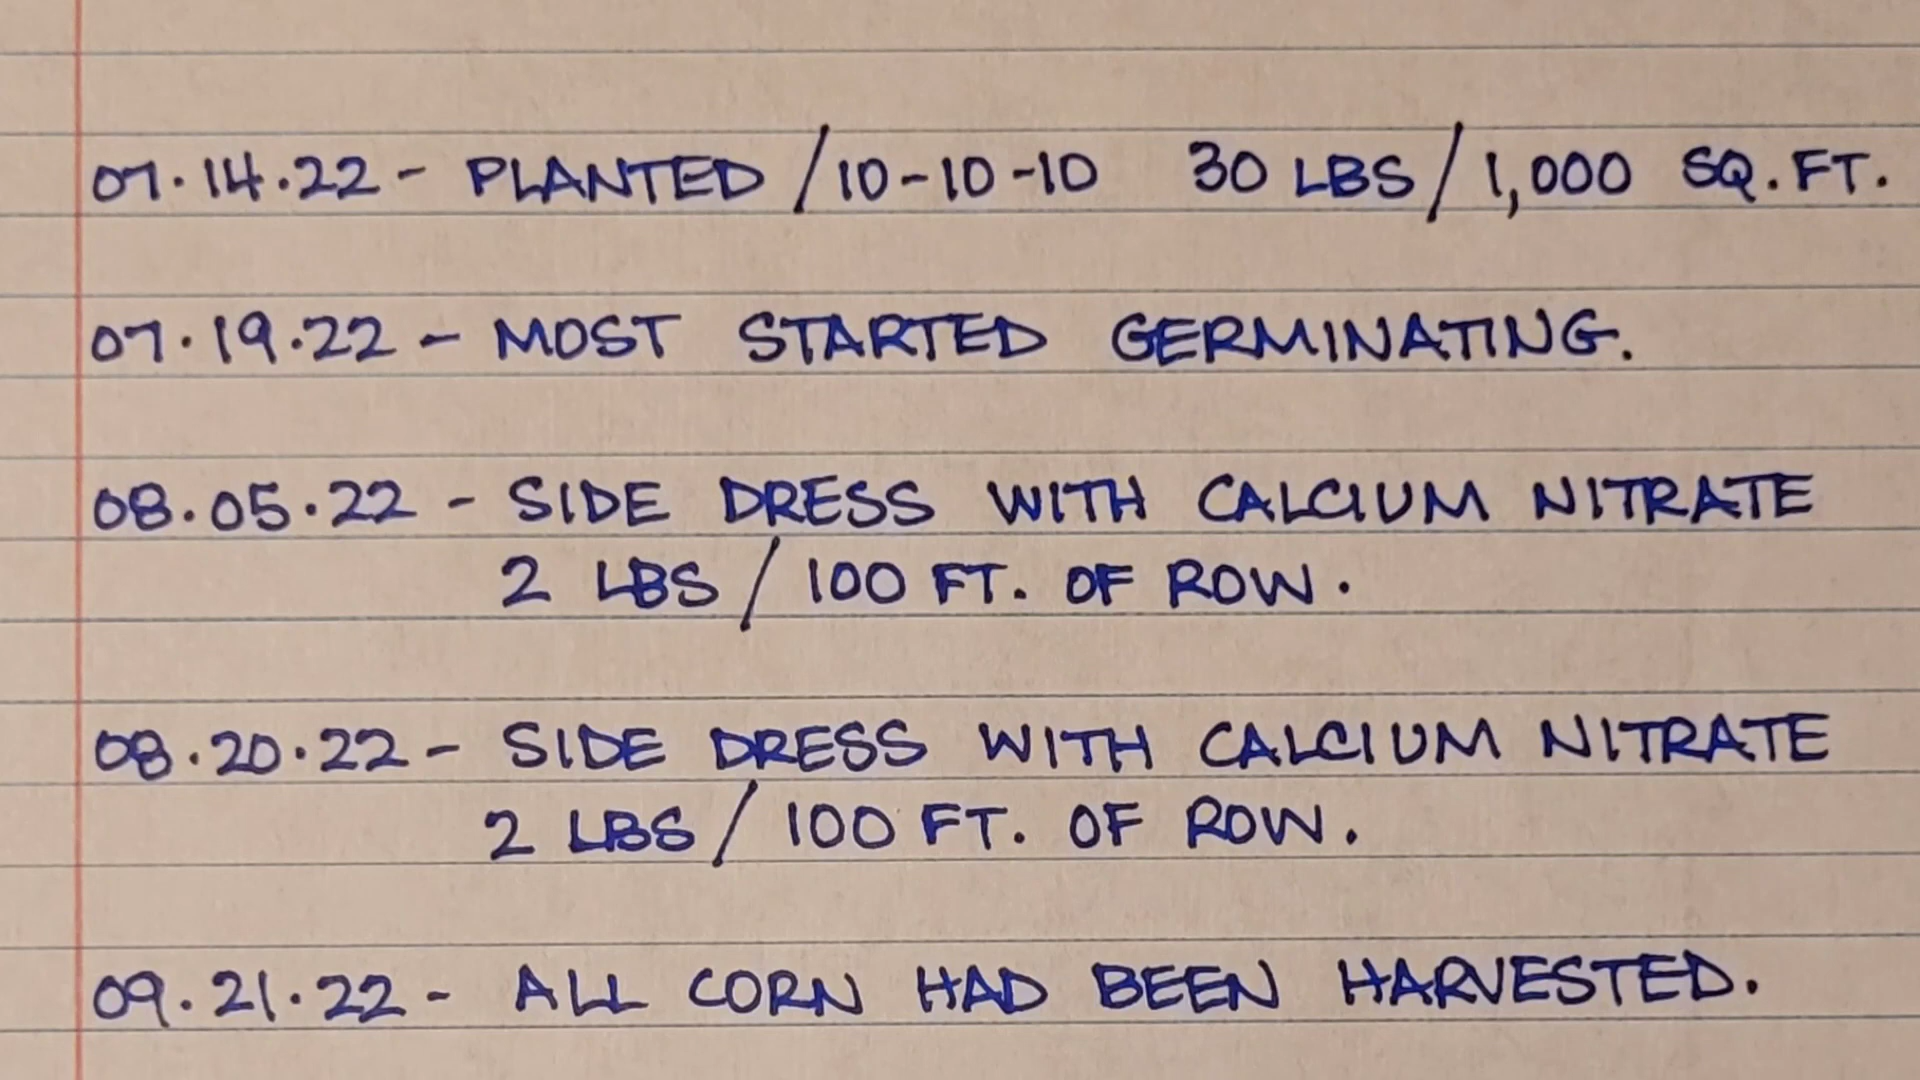 07.14.22 - PLANTED / 10-10-10 30 LBS / 1,000 SQ. FT.
07.19.22 - MOST STARTED GERMINATING.
08.05.22 - SIDE DRESS WITH CALCIUM NITRATE
2 LBS / 100 FT. OF ROW.
08.20.22 - SIDE DRESS WITH CALCIUM NITRATE
2 LBS / 100 FT. OF ROW.
09.21.22 - ALL CORN HAD BEEN HARVESTED.